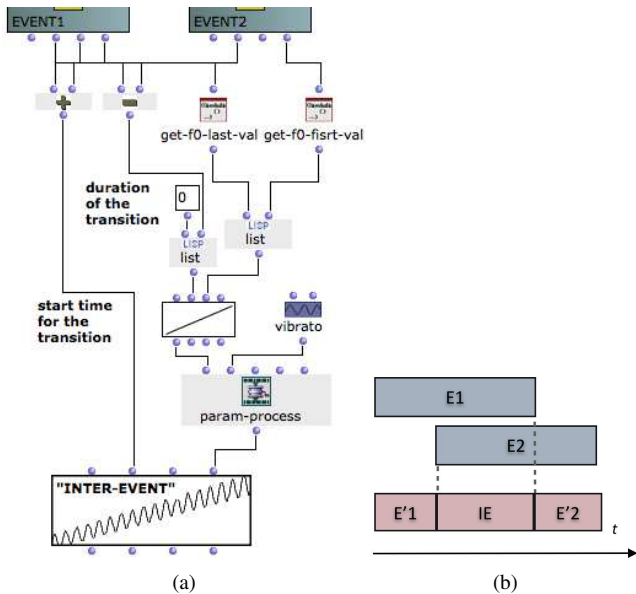 EVENT1
EVENT2
get-f0-last-val
get-f0-fisrt-val
duration
of the
transition
0
LISP
list
LISP
list
start time
for the
transition
vibrato
param-process
"INTER-EVENT"
E1
E2
E'1
IE
E'2
t
(a)
(b)